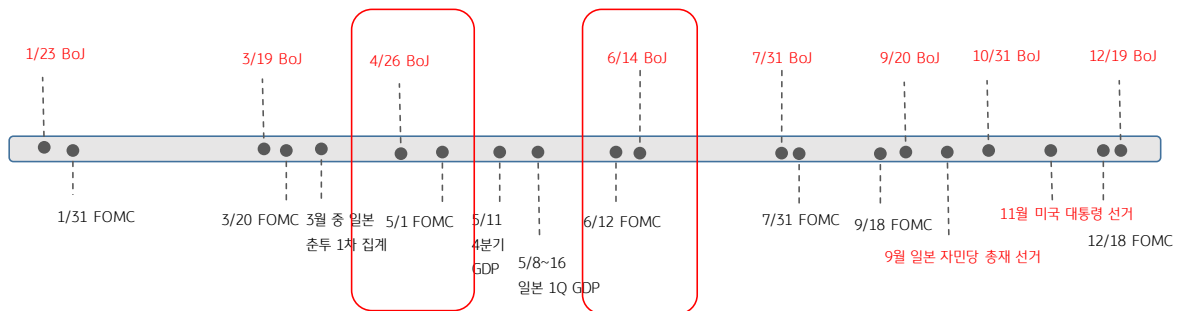 1/23 BoJ
3/19 BoJ
4/26 BoJ
6/14 BoJ
7/31 BoJ
9/20 BoJ
10/31 BoJ
12/19 BoJ
1/31 FOMC
3/20 FOMC
3월 중 일본
춘투 1차 집계
5/1 FOMC
5/11
4분기
GDP
5/8~16
일본 1Q GDP
6/12 FOMC
7/31 FOMC
9/18 FOMC
9월 일본 자민당 총재 선거
11월 미국 대통령 선거
12/18 FOMC